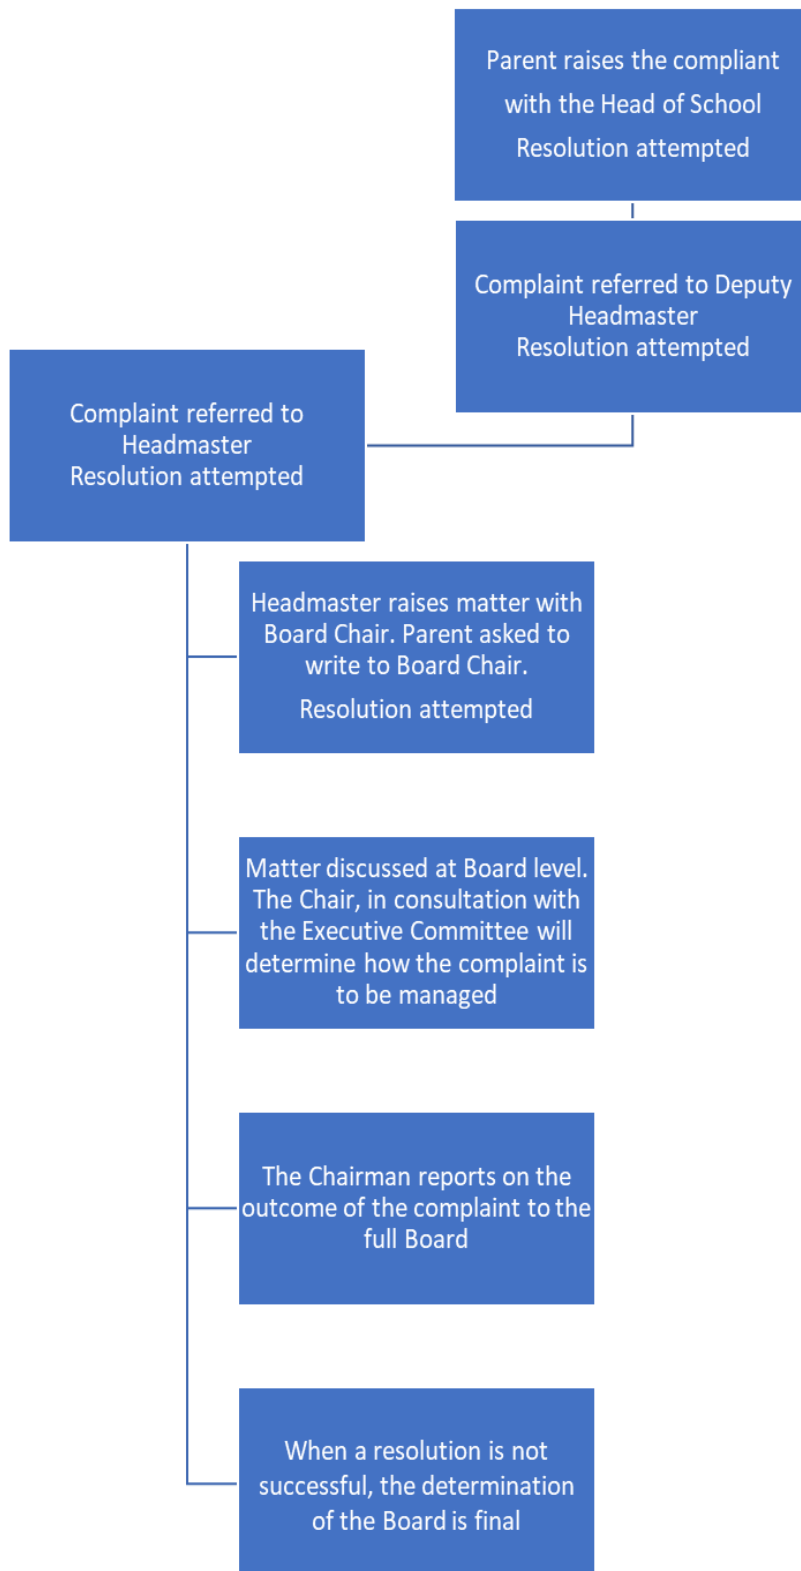 Parent raises the compliant
with the Head of School
Resolution attempted
Complaint referred to Deputy
Headmaster
Resolution attempted
Complaint referred to
Headmaster
Resolution attempted
Headmaster raises matter with
Board Chair. Parent asked to
write to Board Chair.
Resolution attempted
Matter discussed at Board level.
The Chair, in consultation with
the Executive Committee will
determine how the complaint is
to be managed
The Chairman reports on the
outcome of the complaint to the
full Board
When a resolution is not
successful, the determination
of the Board is final